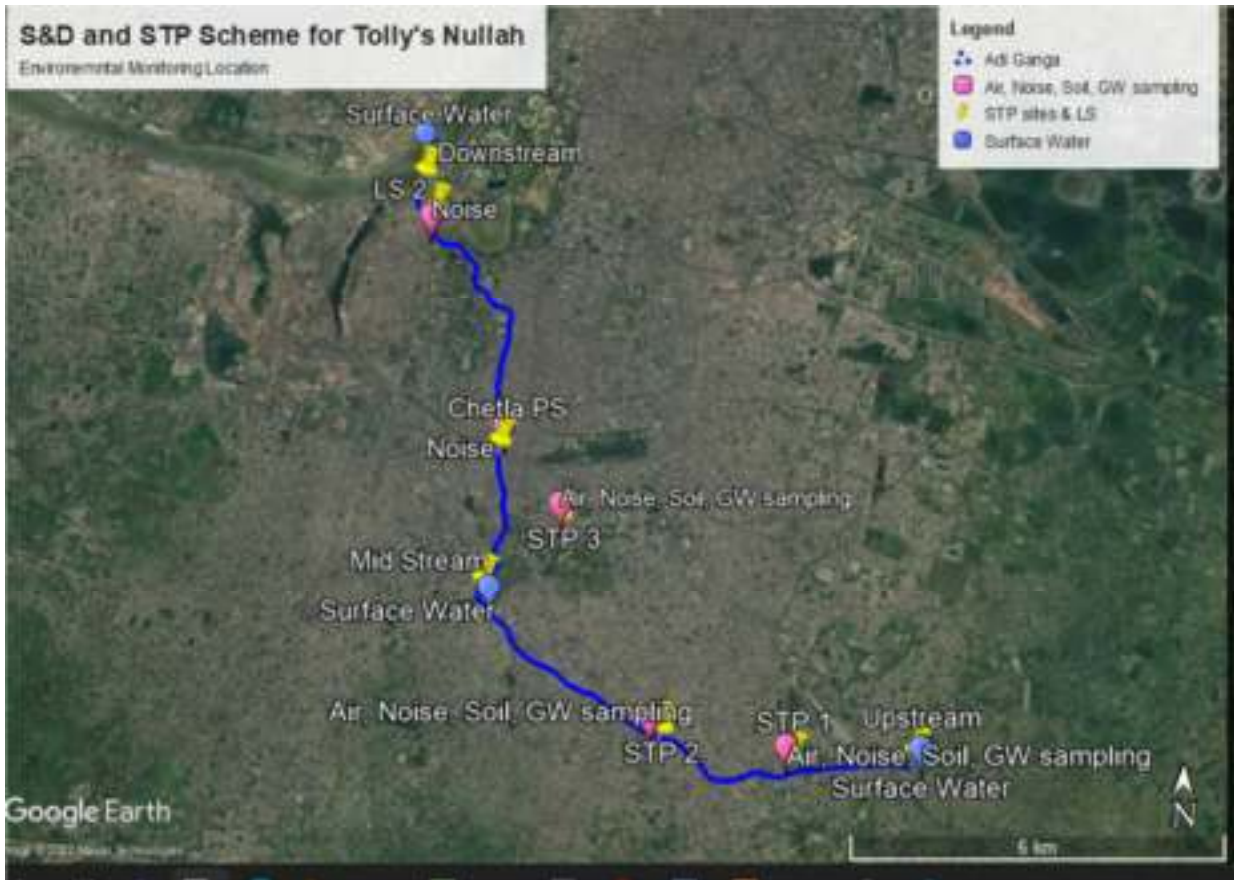 S&D and STP Scheme for Tolly's Nullah
Environemntal Monitoring Location
Legend
Adi Ganga
Air, Noise, Soil, GW sampling
STP sites & LS
Surface Water
Surface Water
Downstream
LS 2
Noise
Chetla PS
Noise
Air, Noise, Soil, GW sampling
STP 3
Mid Stream
Surface Water
Air, Noise, Soil, GW sampling
STP 2
STP 1
Upstream
Air, Noise, Soil, GW sampling
Surface Water
N
Google Earth
6 km